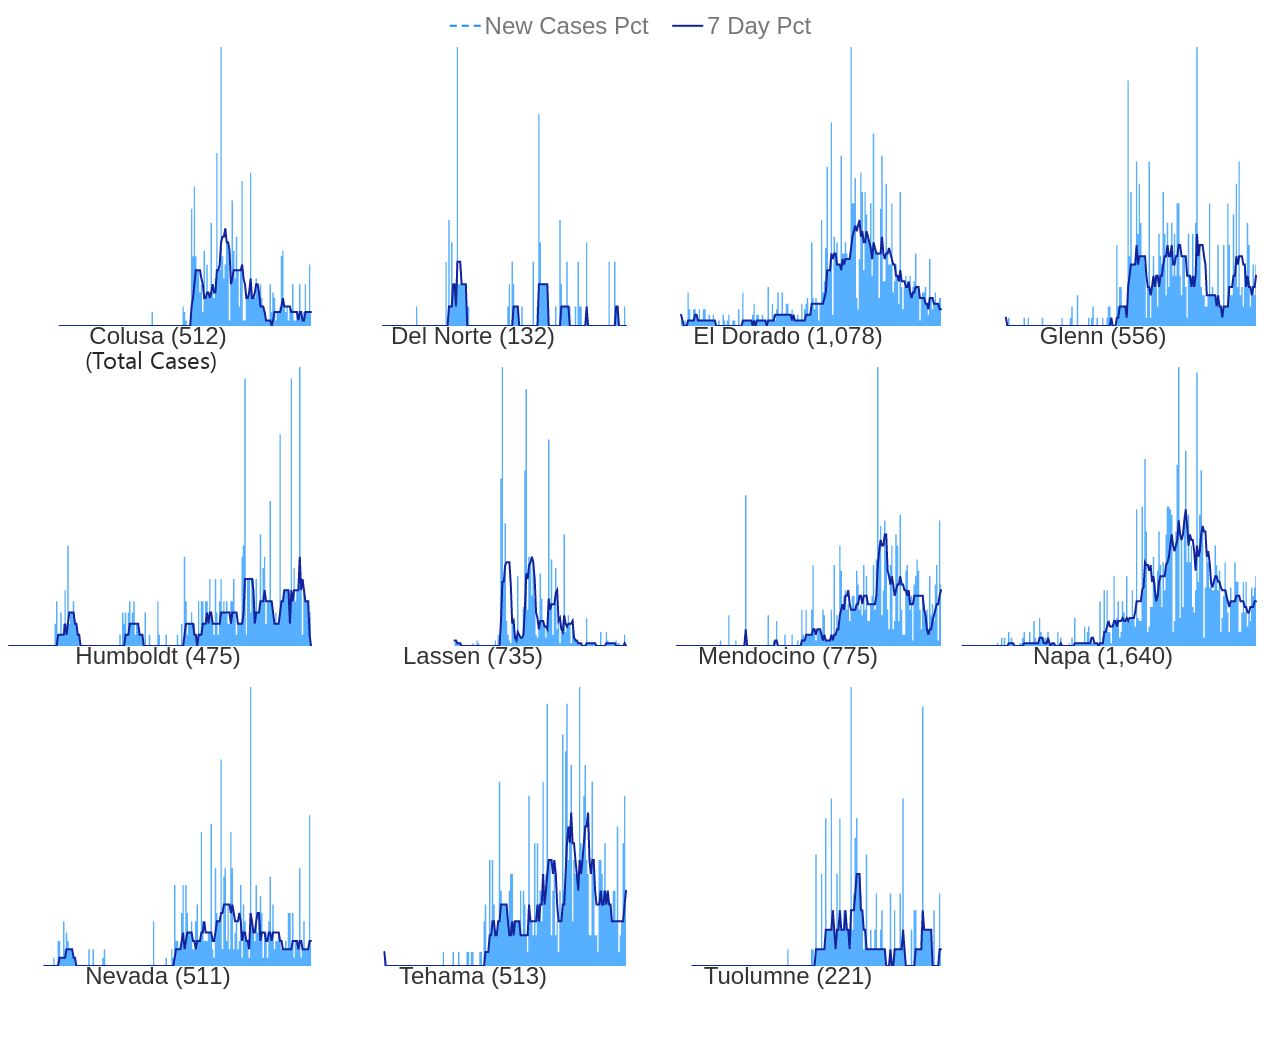 New Cases Pct 7 Day Pct
Colusa (512)
(Total Cases)
Del Norte (132)
El Dorado (1,078)
Glenn (556)
Humboldt (475)
Lassen (735)
Mendocino (775)
Napa (1,640)
Nevada (511)
Tehama (513)
Tuolumne (221)